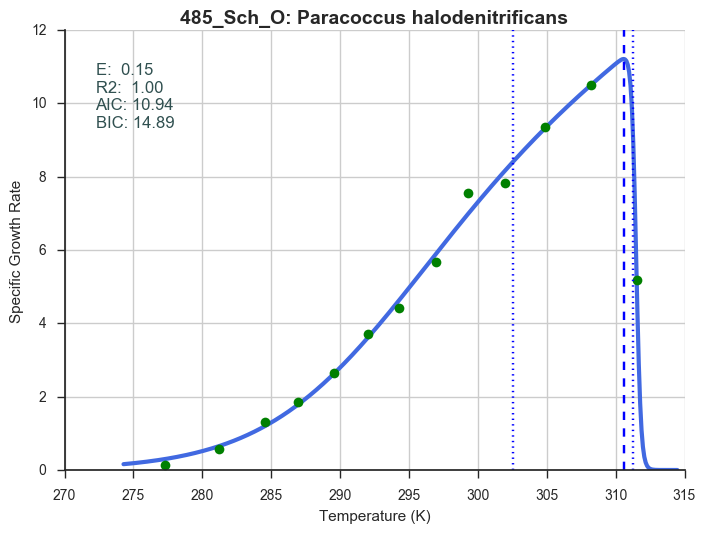 485_Sch_O: Paracoccus halodenitrificans
E:  0.15
R2:  1.00
AIC: 10.94
BIC: 14.89
Specific Growth Rate
12
10
8
6
4
2
0
270 275 280 285 290 295 300 305 310 315
Temperature (K)